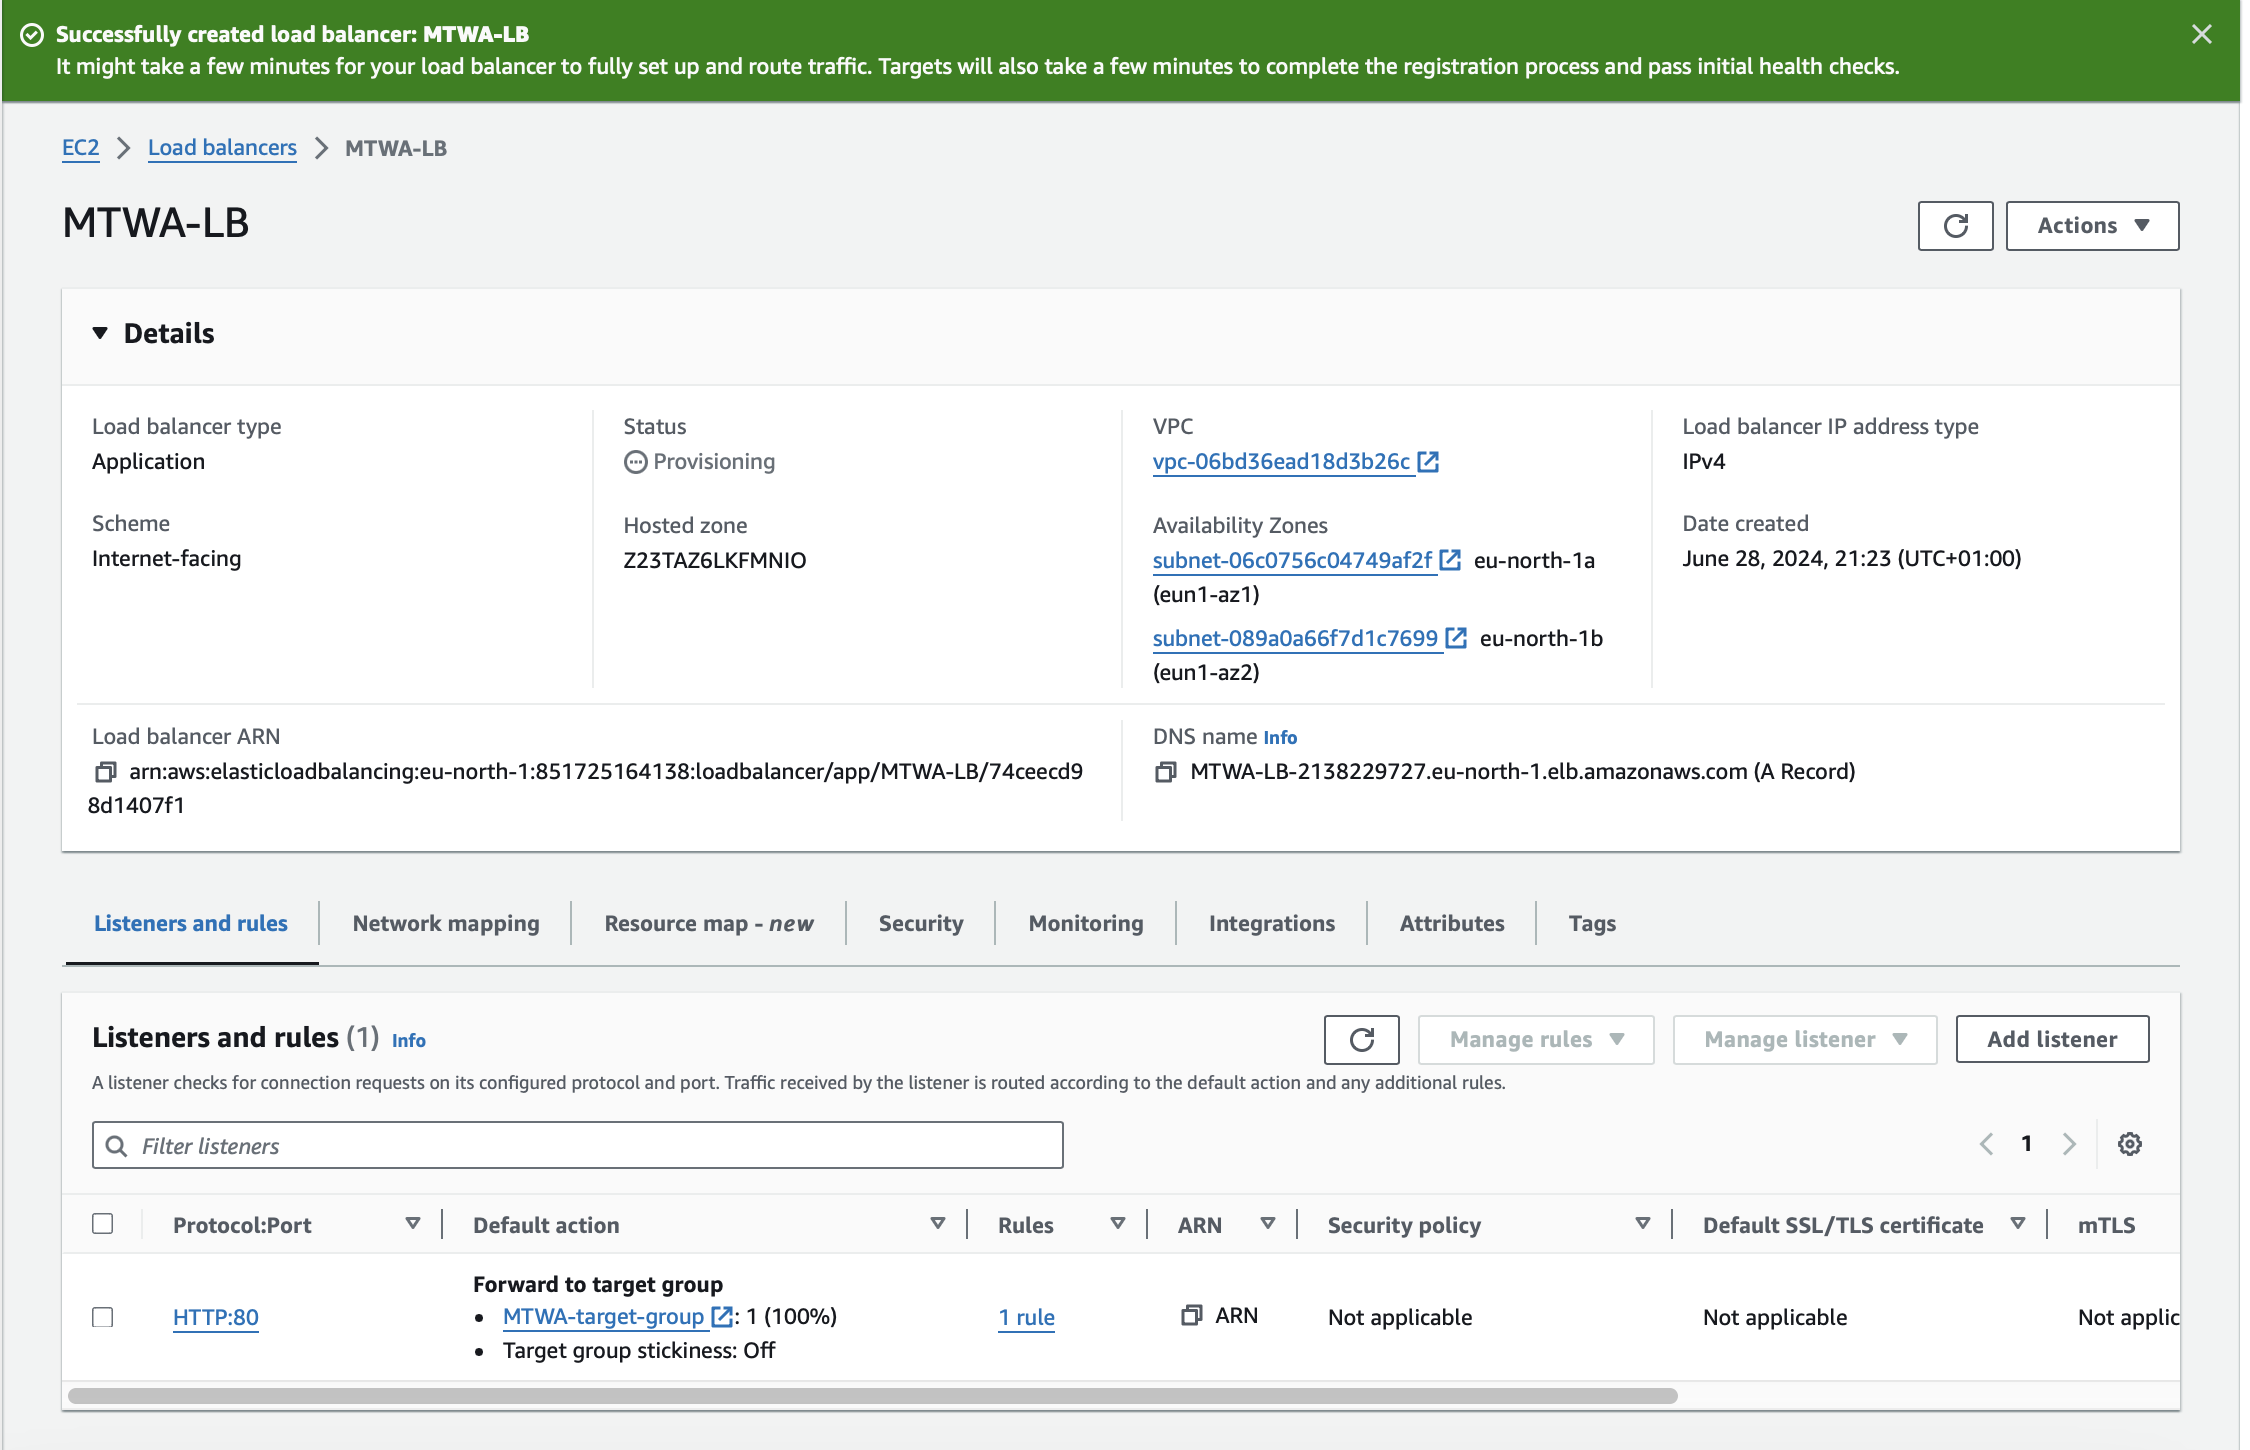 Successfully created load balancer: MTWA-LB
It might take a few minutes for your load balancer to fully set up and route traffic. Targets will also take a few minutes to complete the registration process and pass initial health checks.
EC2 Load balancers MTWA-LB
MTWA-LB
Actions
Details
Load balancer type
Application
Scheme
Internet-facing
Status
Provisioning
Hosted zone
Z23TAZ6LKFMNIO
VPC
vpc-06bd36ead18d3b26c
Availability Zones
subnet-06c0756c04749af2f eu-north-1a
(eun1-az1)
subnet-089a0a66f7d1c7699 eu-north-1b
(eun1-az2)
Load balancer IP address type
IPv4
Date created
June 28, 2024, 21:23 (UTC+01:00)
Load balancer ARN
arn:aws:elasticloadbalancing:eu-north-1:851725164138:loadbalancer/app/MTWA-LB/74ceecd9
8d1407f1
DNS name Info
MTWA-LB-2138229727.eu-north-1.elb.amazonaws.com (A Record)
Listeners and rules Network mapping Resource map - new Security Monitoring Integrations Attributes Tags
Listeners and rules (1) Info
Manage rules Manage listener Add listener
A listener checks for connection requests on its configured protocol and port. Traffic received by the listener is routed according to the default action and any additional rules.
Filter listeners
1
Protocol:Port Default action Rules ARN Security policy Default SSL/TLS certificate mTLS
Forward to target group
HTTP:80 • MTWA-target-group : 1 (100%) 1 rule ARN Not applicable Not applicable Not applic
• Target group stickiness: Off